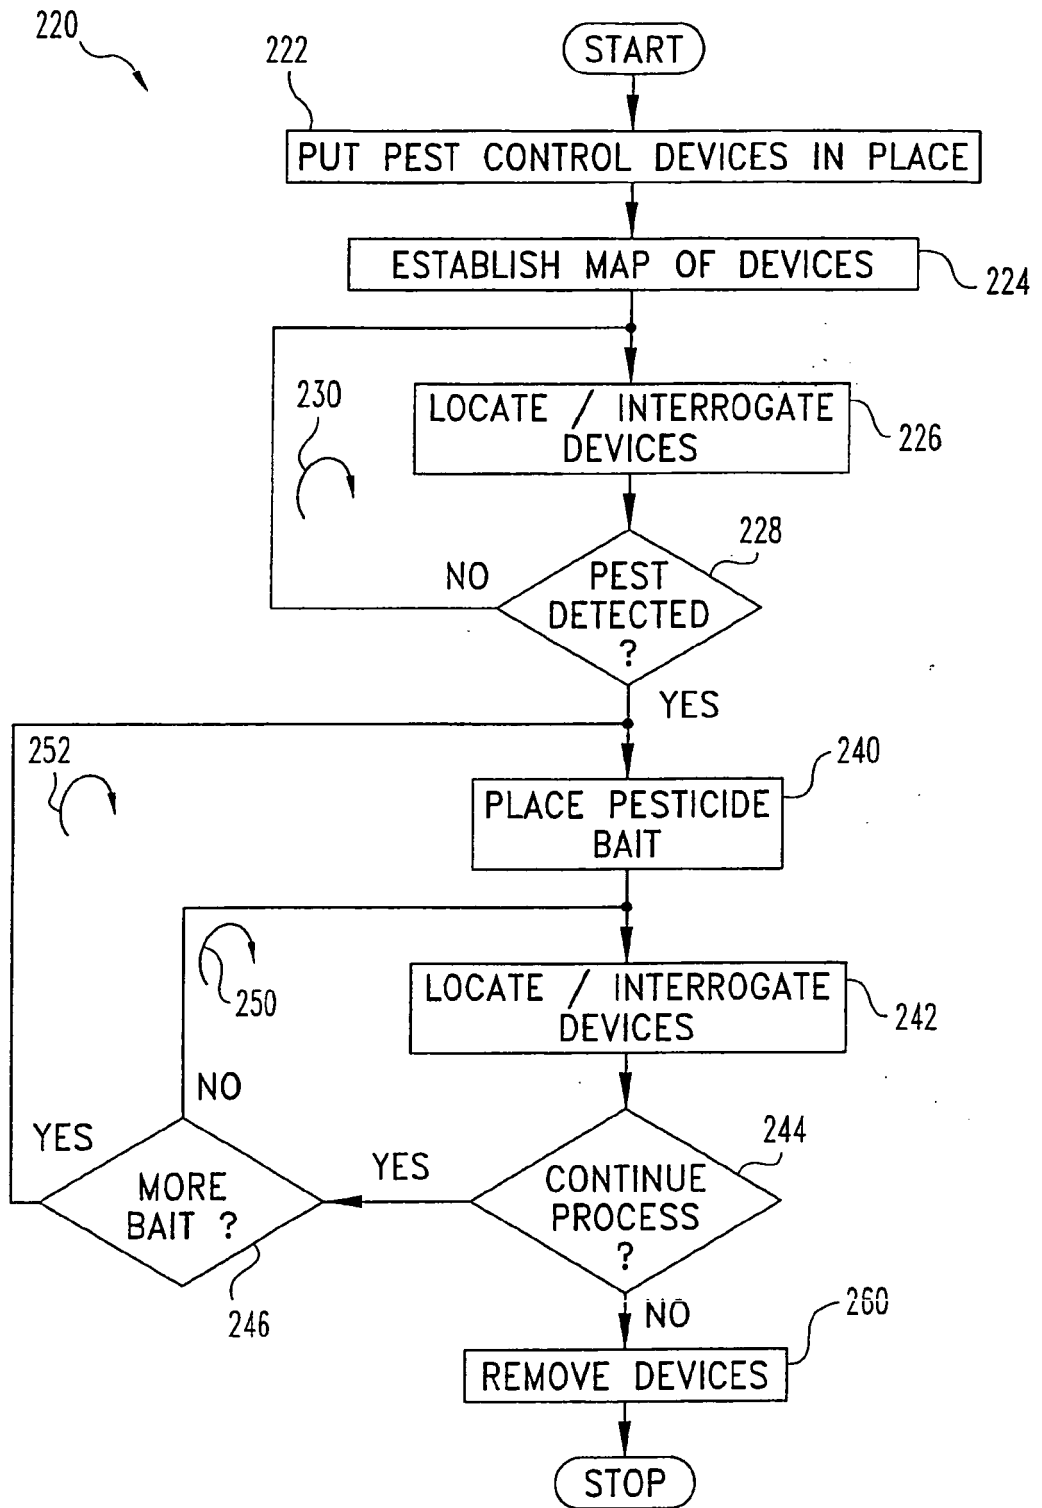 220
START
222
PUT PEST CONTROL DEVICES IN PLACE
ESTABLISH MAP OF DEVICES
224
230
LOCATE / INTERROGATE
DEVICES
226
228
NO
PEST
DETECTED
?
YES
252
240
PLACE PESTICIDE
BAIT
250
LOCATE / INTERROGATE
DEVICES
242
NO
YES
MORE
BAIT ?
246
YES
244
CONTINUE
PROCESS
?
NO
260
REMOVE DEVICES
STOP